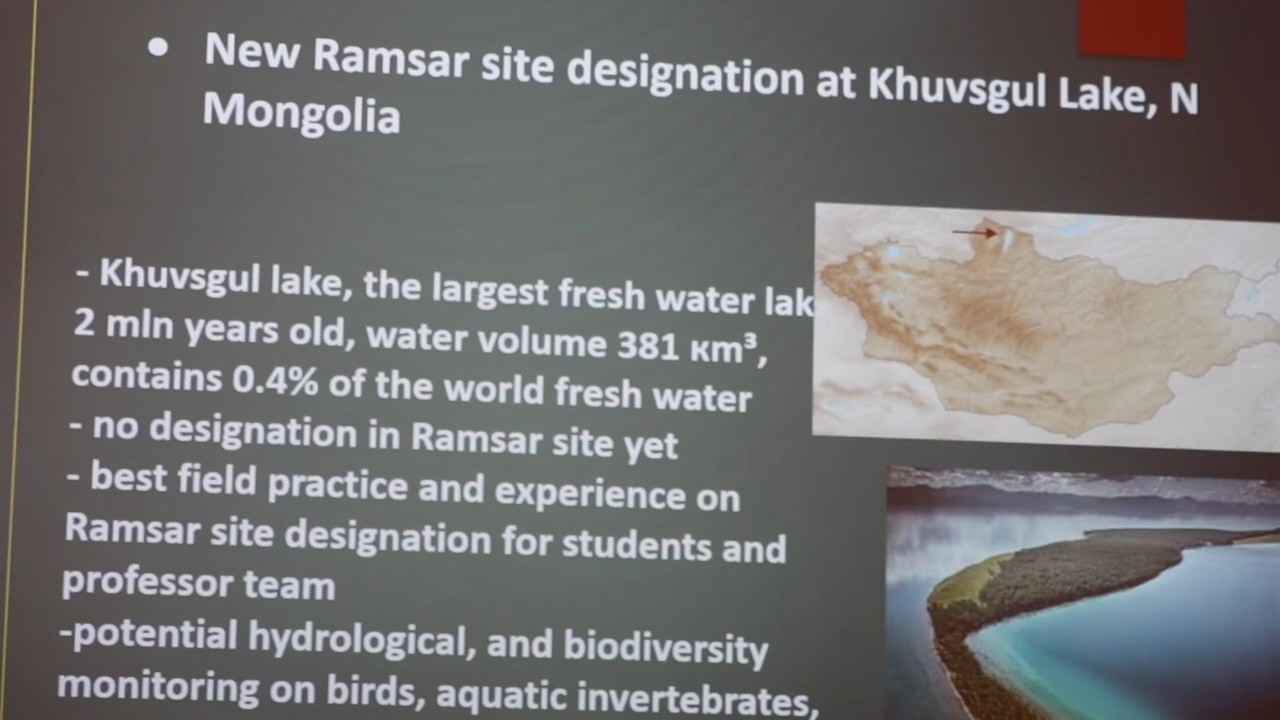 • New Ramsar site designation at Khuvsgul Lake, N
Mongolia
- Khuvsgul lake, the largest fresh water lak
2 mln years old, water volume 381 км³,
contains 0.4% of the world fresh water
- no designation in Ramsar site yet
- best field practice and experience on
Ramsar site designation for students and
professor team
-potential hydrological, and biodiversity
monitoring on birds, aquatic invertebrates,